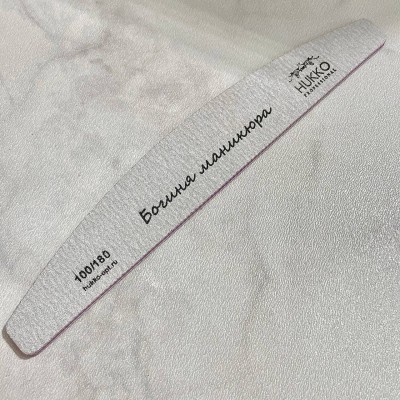 HUKKO
PROFESSIONAL
Богиня маникюра
100/180
hukko-opt.ru